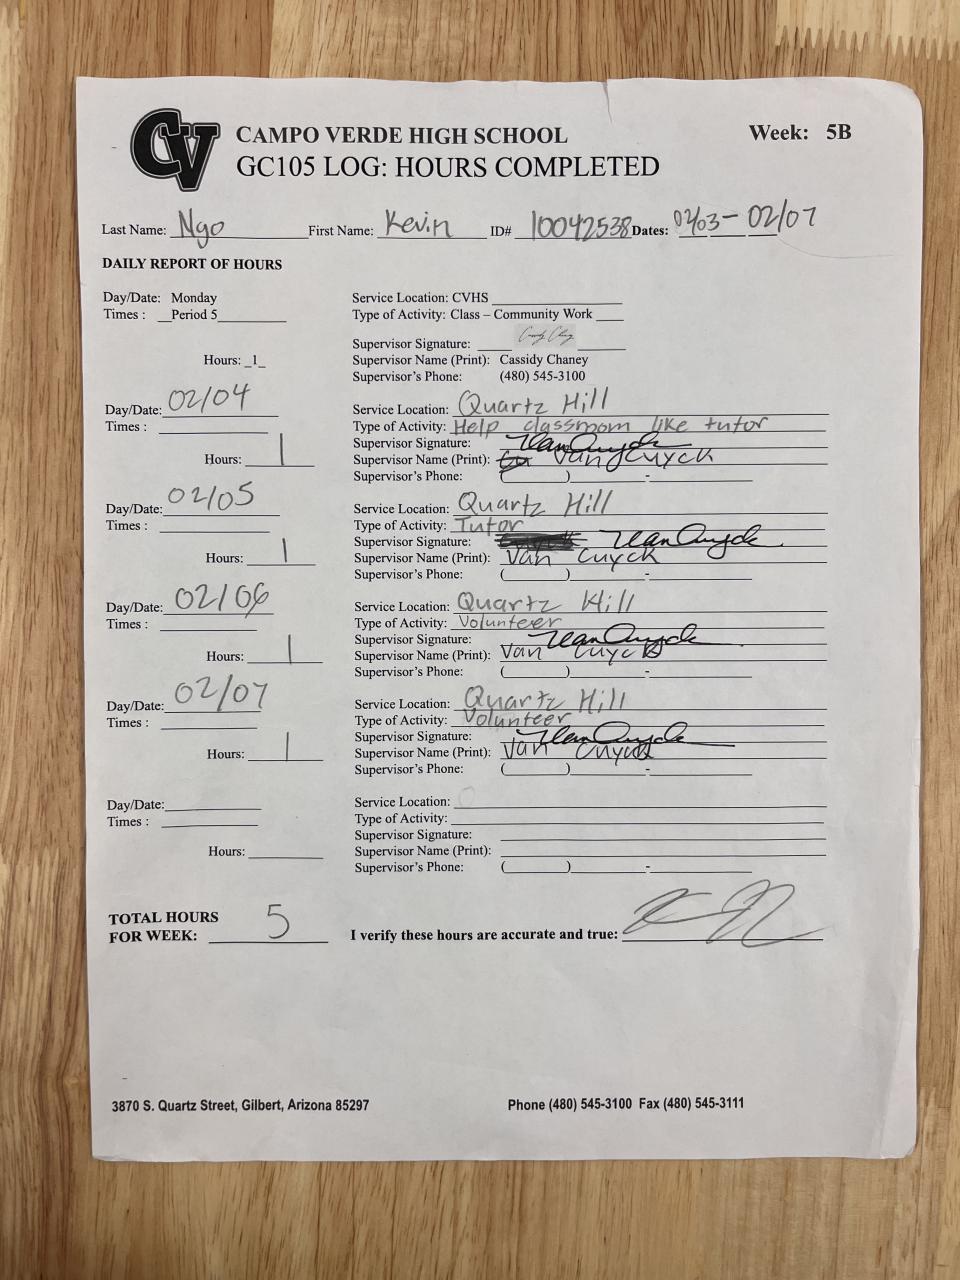 CV
CAMPO VERDE HIGH SCHOOL
Week: 5B
GC105 LOG: HOURS COMPLETED
Last Name: Ngo First Name: Kevin ID# 10042538 Dates: 02/03 - 02/07
DAILY REPORT OF HOURS
Day/Date: Monday Service Location: CVHS
Times : Period 5 Type of Activity: Class – Community Work
Supervisor Signature:
Hours: 1 Supervisor Name (Print): Cassidy Chaney
Supervisor's Phone: (480) 545-3100
Day/Date: 02/04 Service Location: Quartz Hill
Times : Type of Activity: Help classroom like tutor
Supervisor Signature: VanCuyck
Hours: 1 Supervisor Name (Print): Van Cuyck
Supervisor's Phone: ( ) -
Day/Date: 02/05 Service Location: Quartz Hill
Times : Type of Activity: Tutor
Supervisor Signature: VanCuyck
Hours: 1 Supervisor Name (Print): Van Cuyck
Supervisor's Phone: ( ) -
Day/Date: 02/06 Service Location: Quartz Hill
Times : Type of Activity: Volunteer
Supervisor Signature: VanCuyck
Hours: 1 Supervisor Name (Print): Van Cuyck
Supervisor's Phone: ( ) -
Day/Date: 02/07 Service Location: Quartz Hill
Times : Type of Activity: Volunteer
Supervisor Signature: VanCuyck
Hours: 1 Supervisor Name (Print): Van Cuyck
Supervisor's Phone: ( ) -
Day/Date: Service Location:
Times : Type of Activity:
Supervisor Signature:
Hours: Supervisor Name (Print):
Supervisor's Phone: ( ) -
TOTAL HOURS
FOR WEEK: 5 I verify these hours are accurate and true:
3870 S. Quartz Street, Gilbert, Arizona 85297 Phone (480) 545-3100 Fax (480) 545-3111